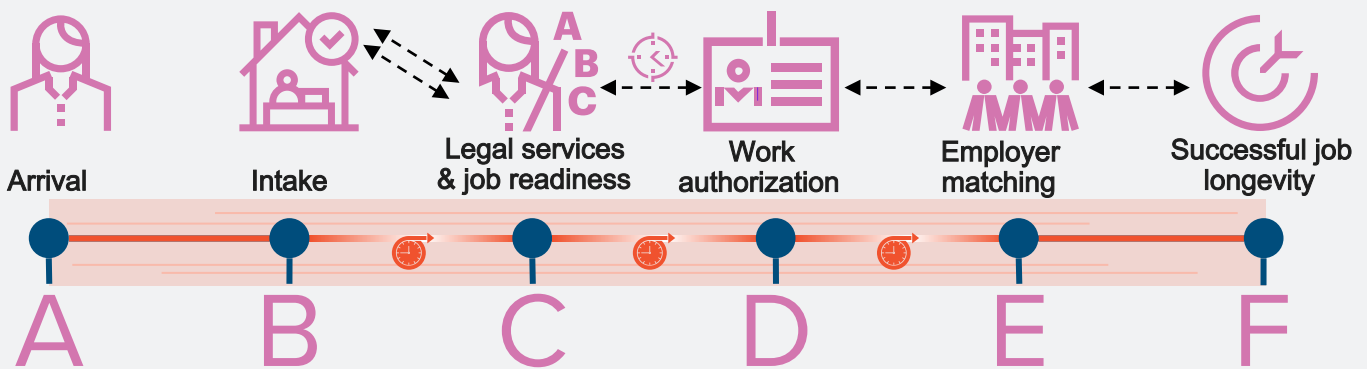 A
B
C
Arrival
Intake
Legal services
& job readiness
Work
authorization
Employer
matching
Successful job
longevity
A
B
C
D
E
F